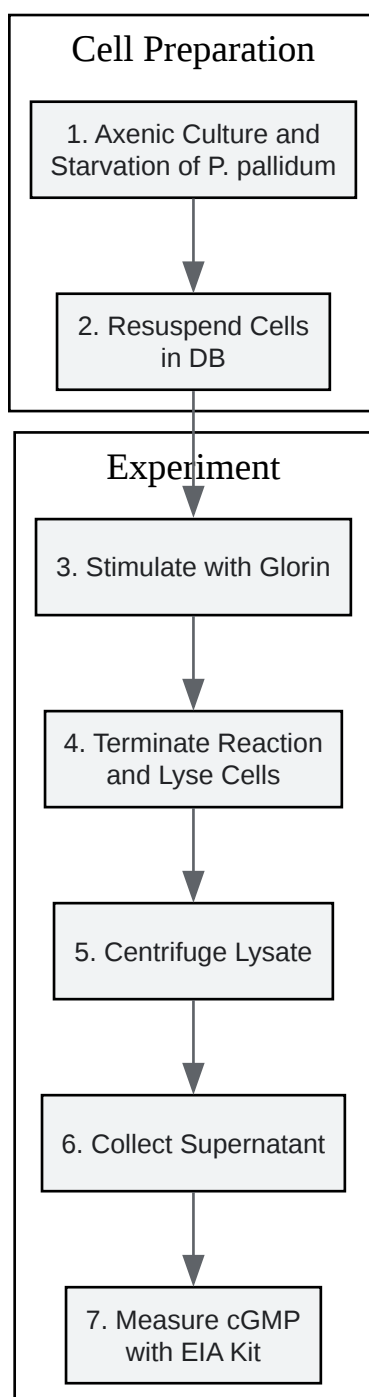 Cell Preparation
1. Axenic Culture and
Starvation of P. pallidum
2. Resuspend Cells
in DB
Experiment
3. Stimulate with Glorin
4. Terminate Reaction
and Lyse Cells
5. Centrifuge Lysate
6. Collect Supernatant
7. Measure cGMP
with EIA Kit